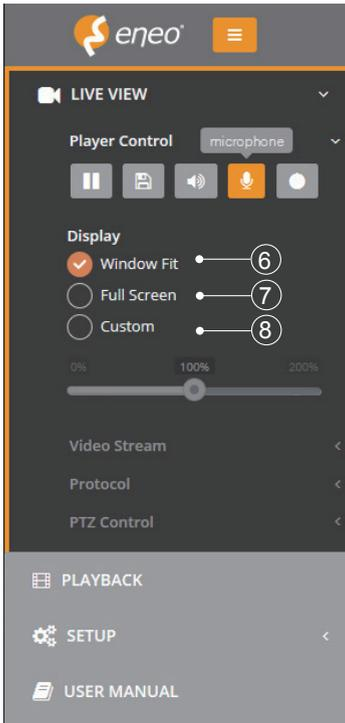 eneo
LIVE VIEW
Player Control
microphone
Display
Window Fit
6
Full Screen
7
Custom
8
0% 100% 200%
Video Stream
Protocol
PTZ Control
PLAYBACK
SETUP
USER MANUAL